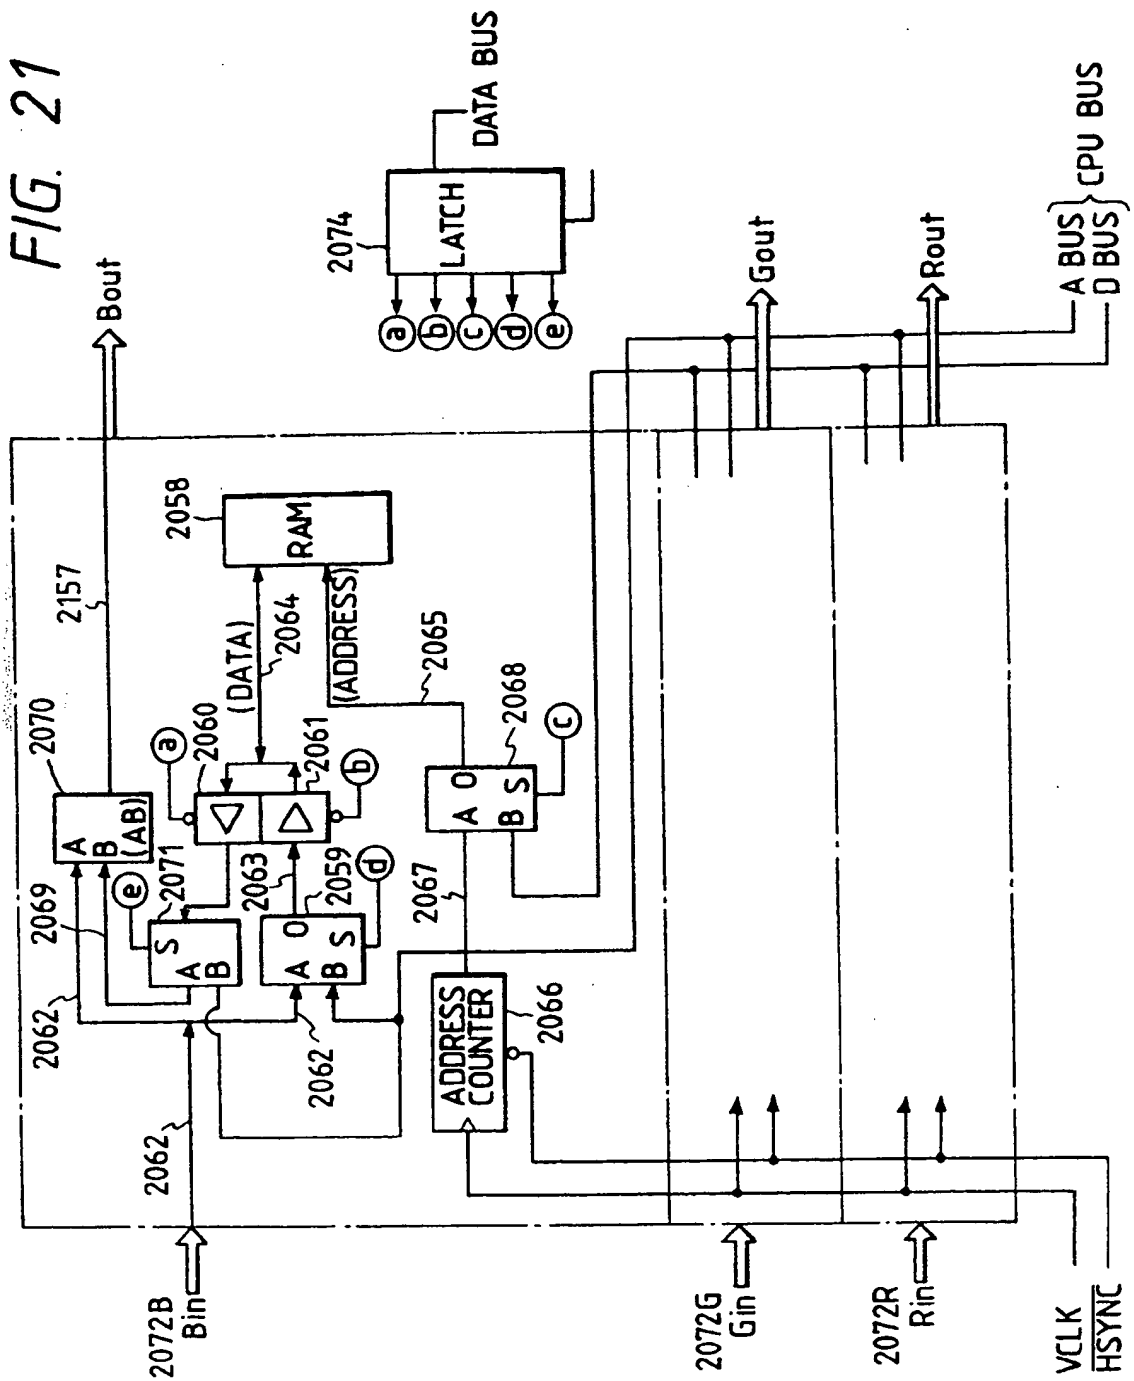 FIG. 21
2072B
Bin
2062
2062
2069
2071
e
S
A
B
2070
A
B
(AB)
2157
Bout
a
2060
(DATA)
2064
2058
RAM
2062
2063
2059
A
O
B
S
d
2061
b
(ADDRESS)
2065
2074
LATCH
DATA BUS
a
b
c
d
e
ADDRESS
COUNTER
2066
2067
2068
A
O
B
S
c
2072G
Gin
Gout
2072R
Rin
Rout
VCLK
HSYNC
A BUS
D BUS
CPU BUS